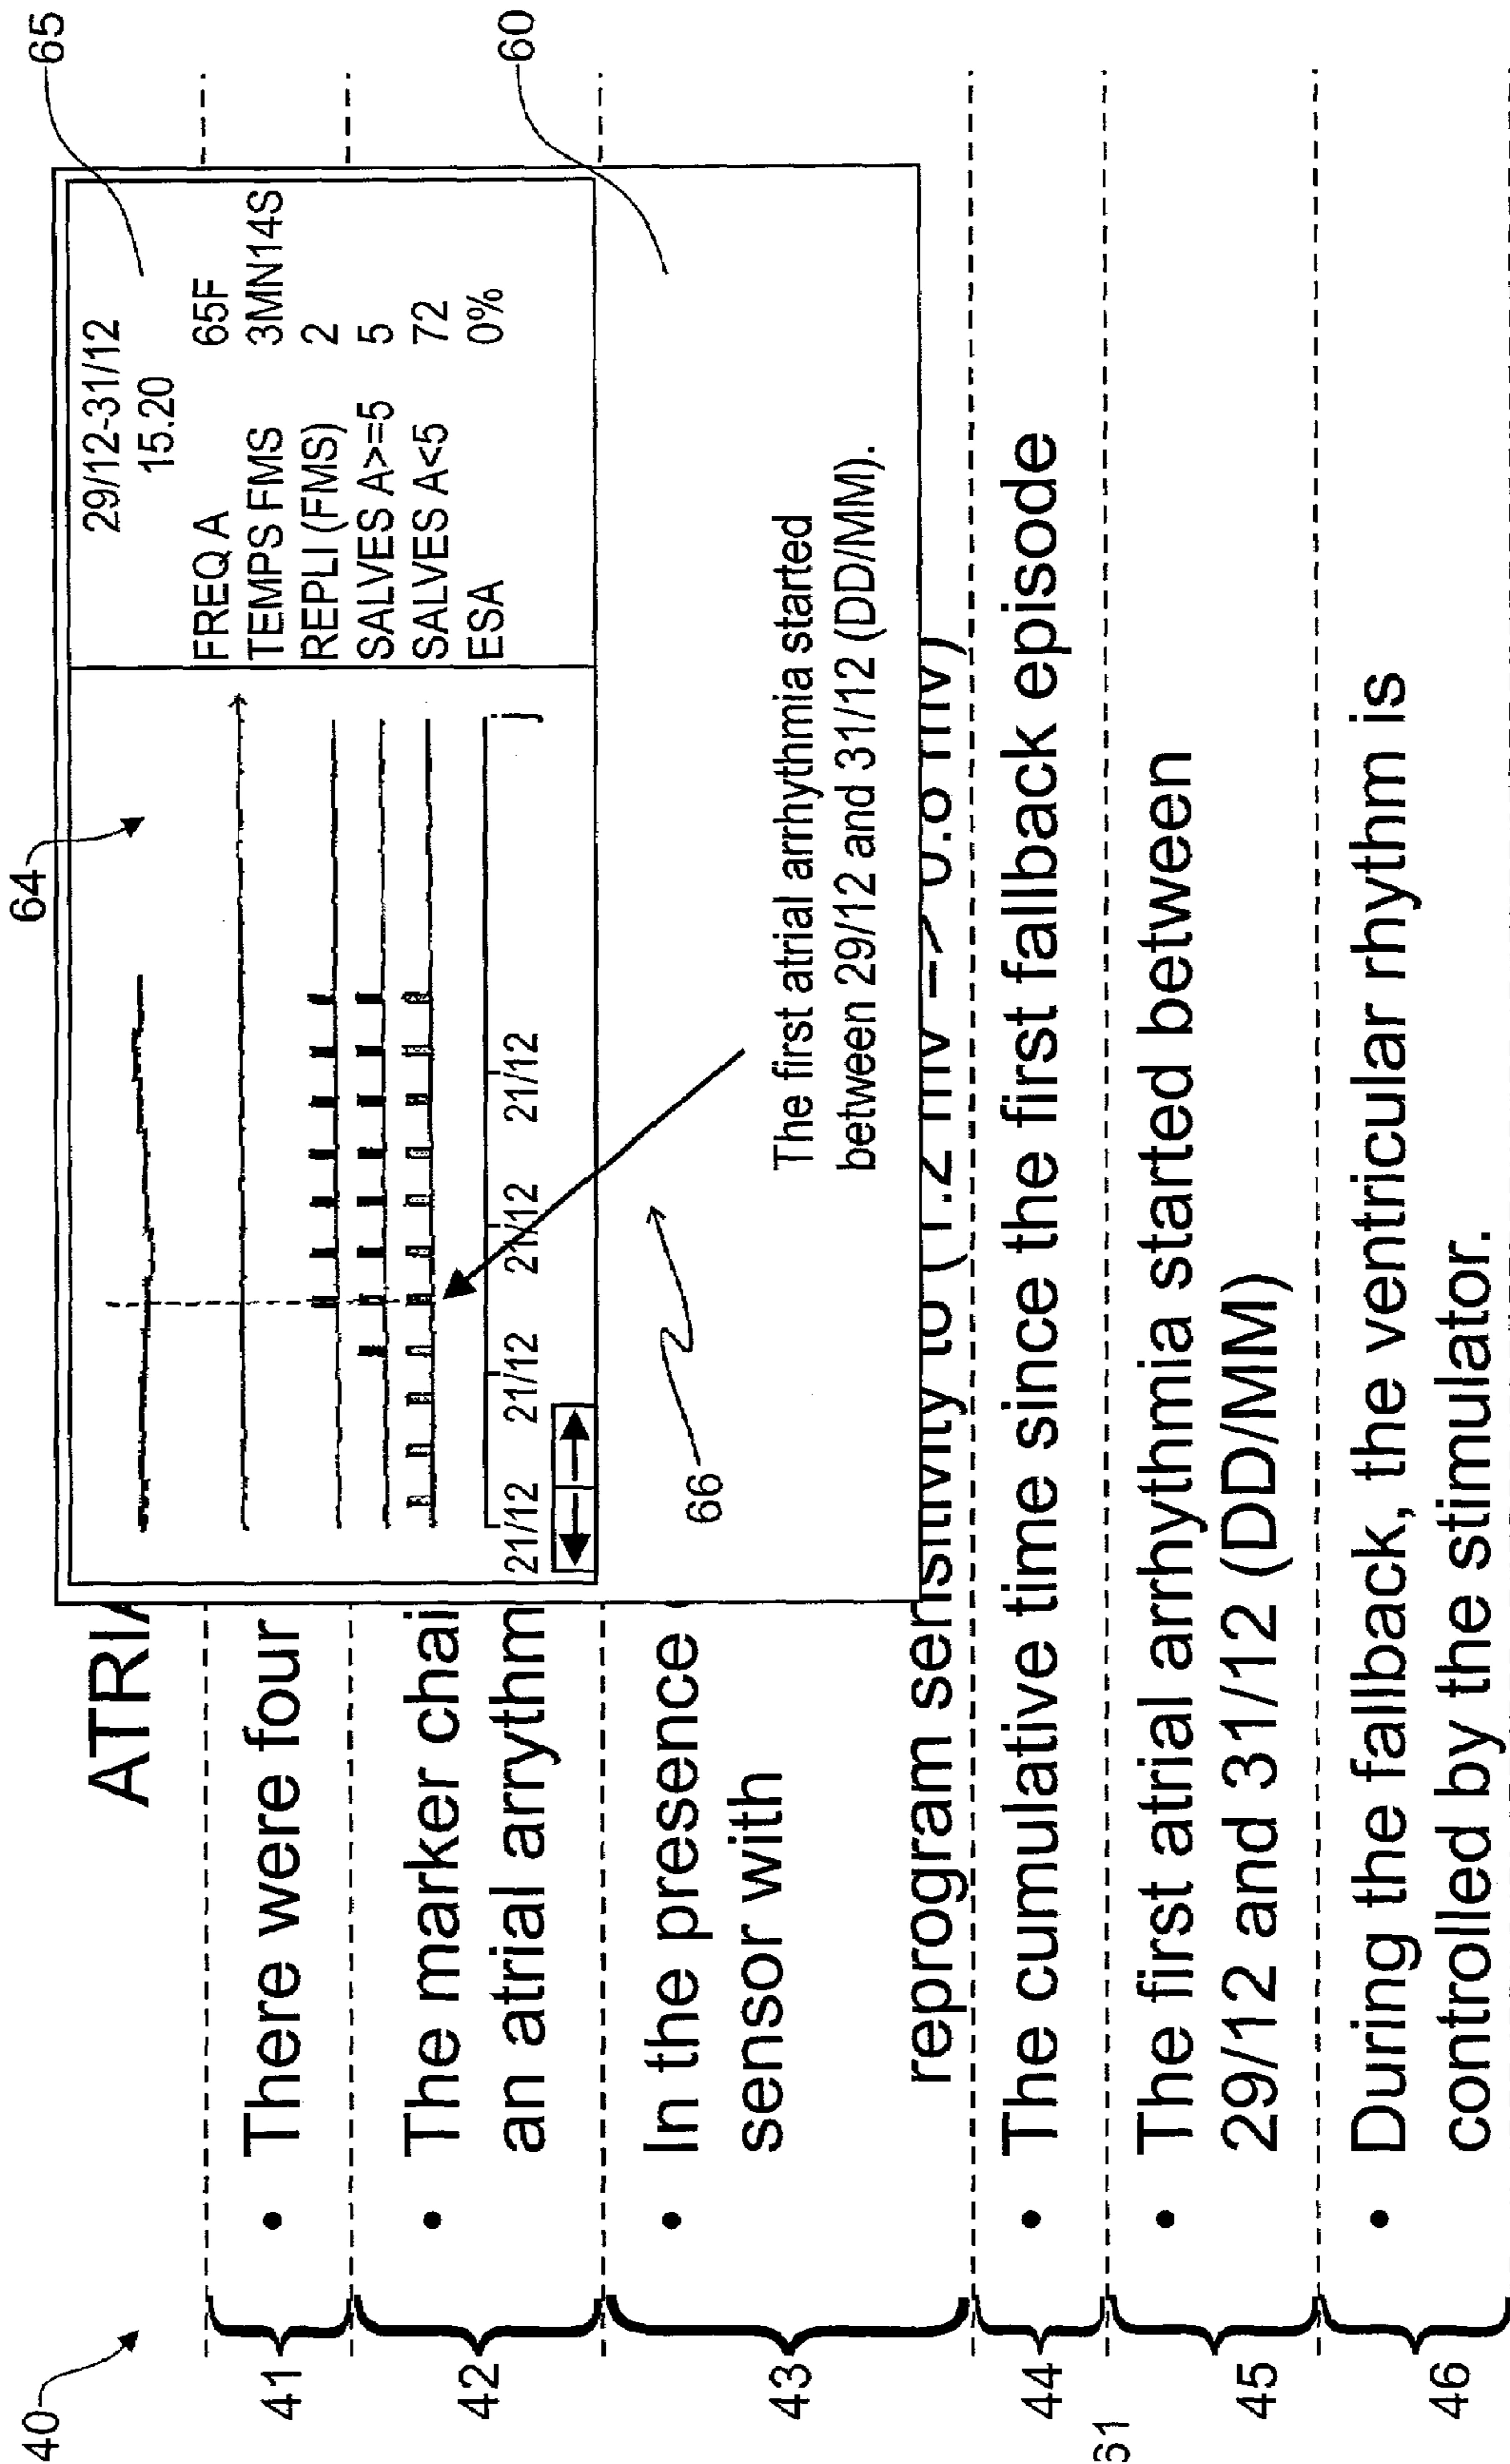 40
64
65
60
66
61
ATRIA
41
• There were four
42
• The marker chai
an atrial arrythm
43
• In the presence
sensor with
reprogram sensitivity to (1.2 mv => 0.8 mv)
44
• The cumulative time since the first fallback episode
45
• The first atrial arrhythmia started between
29/12 and 31/12 (DD/MM)
46
• During the fallback, the ventricular rhythm is
controlled by the stimulator.
21/12 21/12 21/12 21/12 j
29/12-31/12
15.20
FREQ A 65F
TEMPS FMS 3MN14S
REPLI (FMS) 2
SALVES A>=5 5
SALVES A<5 72
ESA 0%
The first atrial arrhythmia started
between 29/12 and 31/12 (DD/MM).